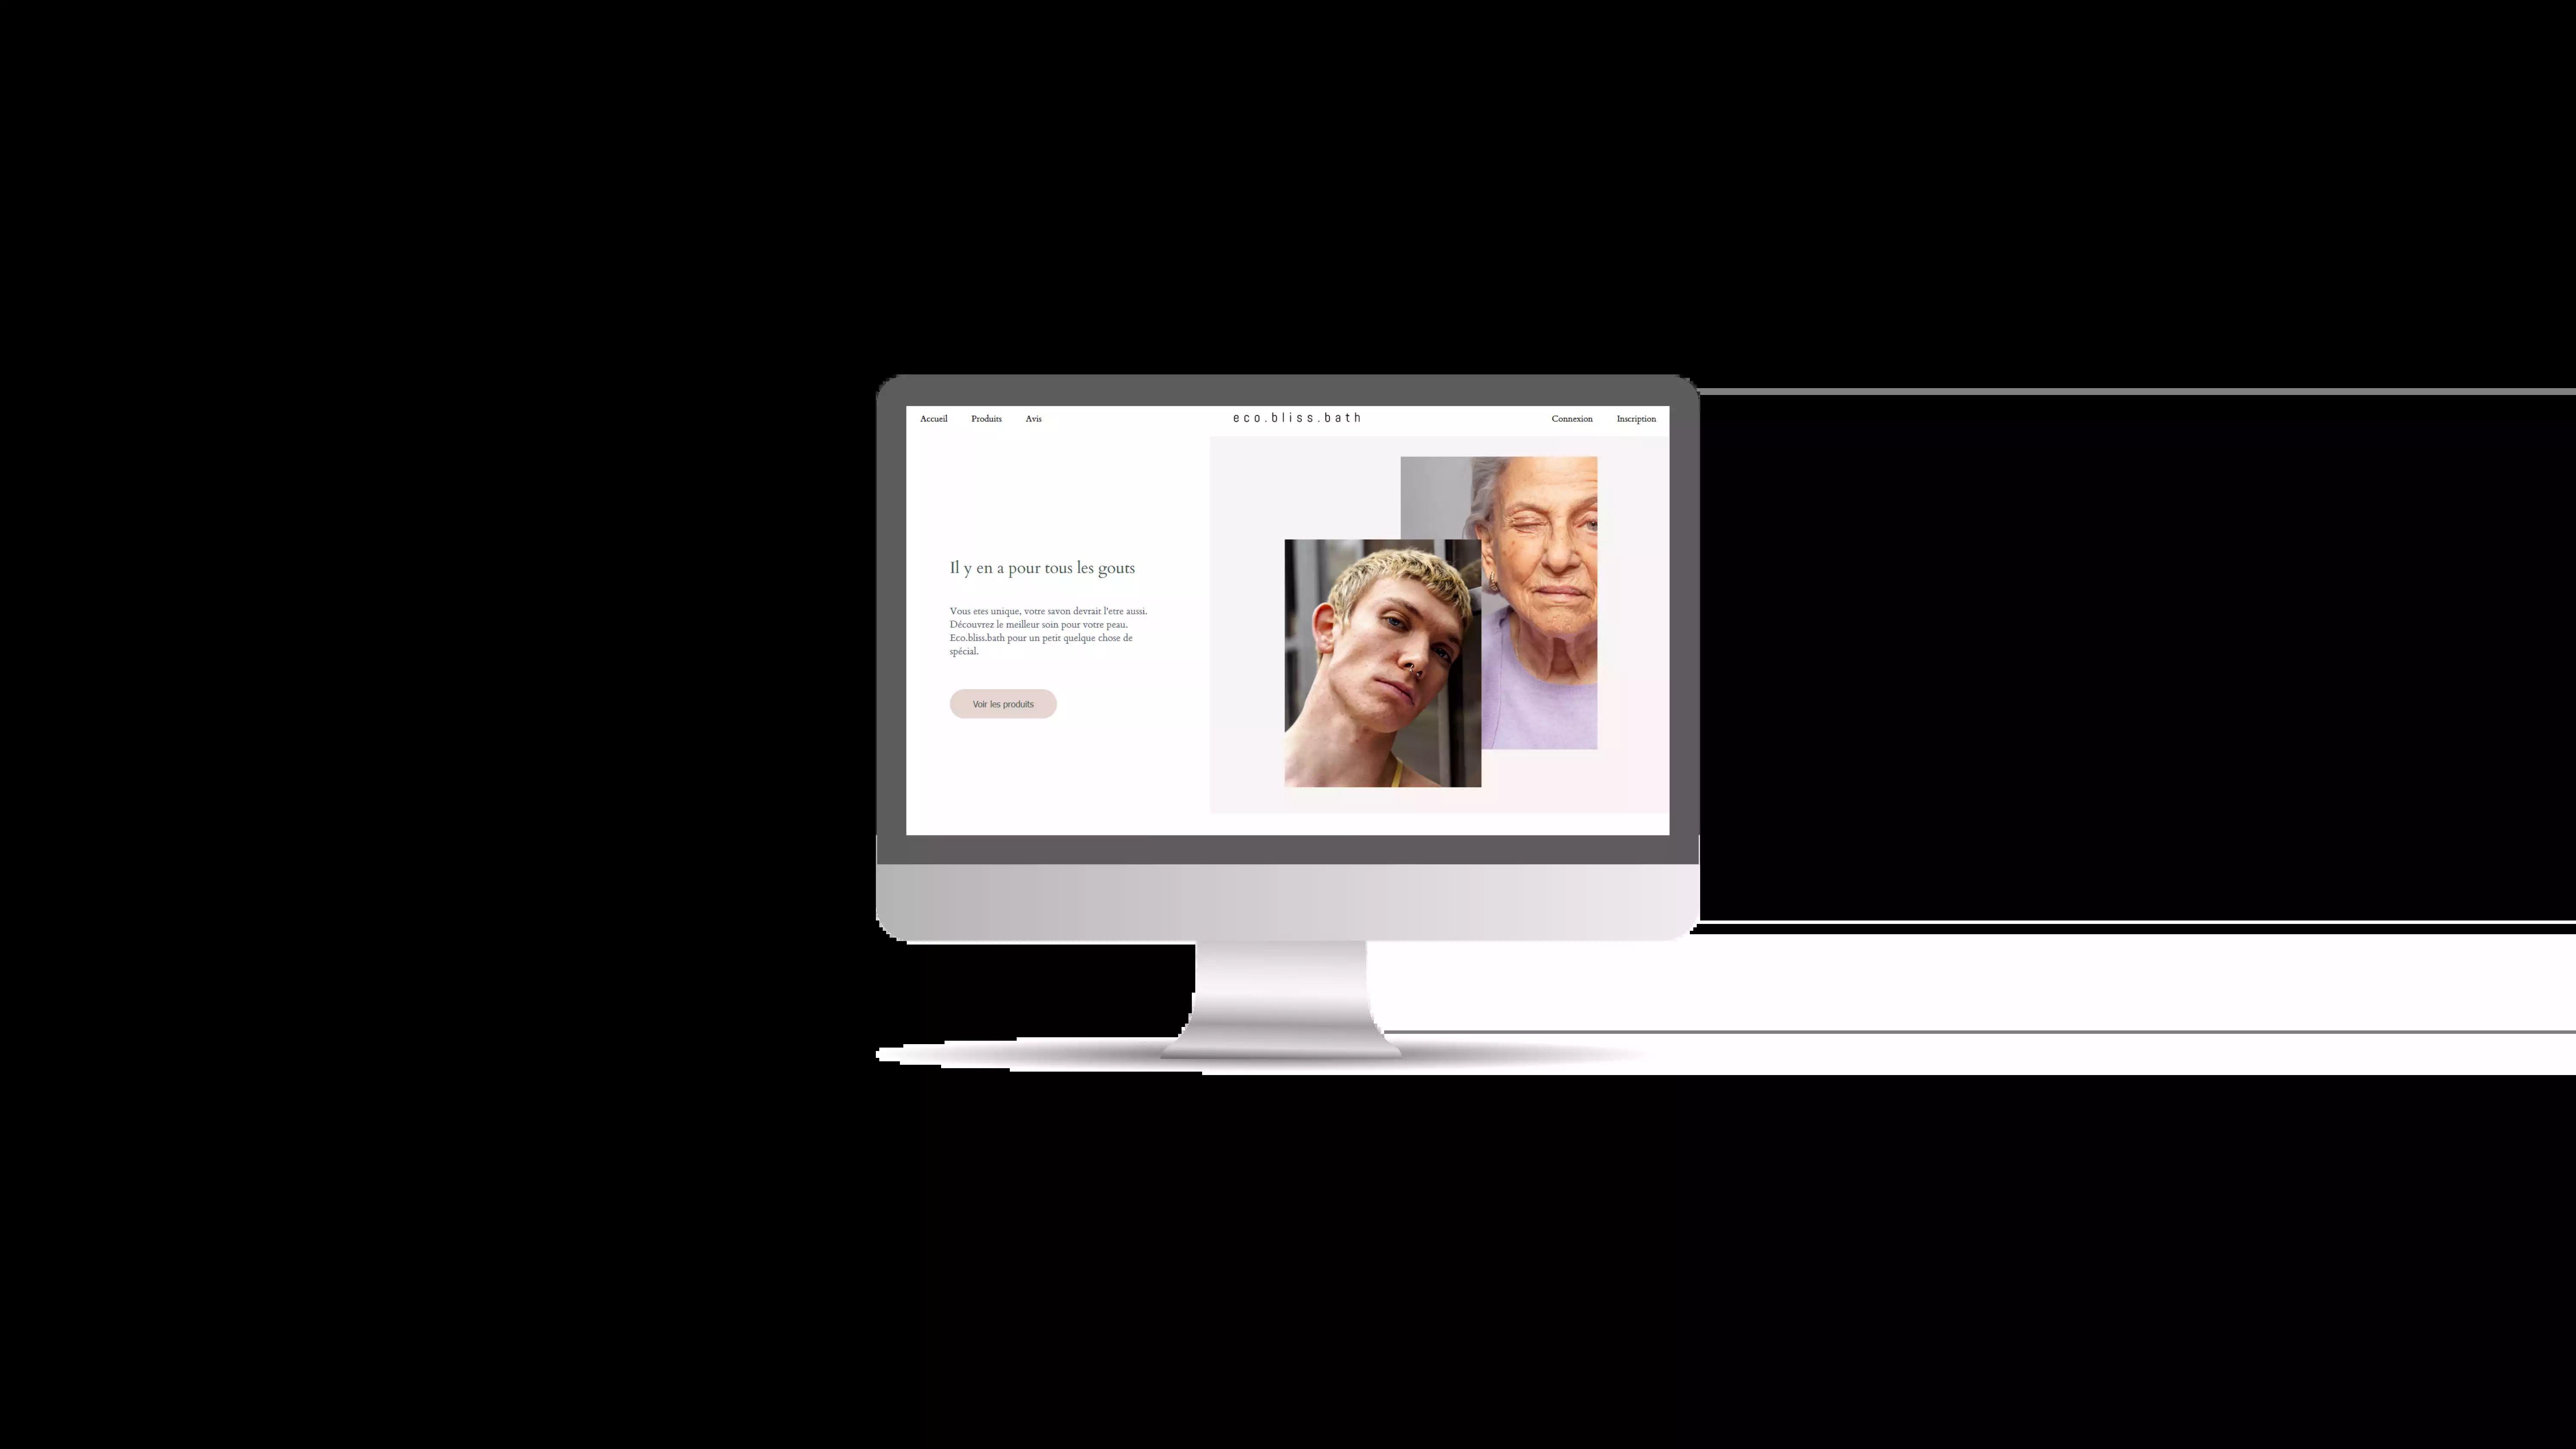 Accueil Produits Avis eco.bliss.bath Connexion Inscription
Il y en a pour tous les gouts
Vous etes unique, votre savon devrait l'etre aussi.
Découvrez le meilleur soin pour votre peau.
Eco.bliss.bath pour un petit quelque chose de
spécial.
Voir les produits